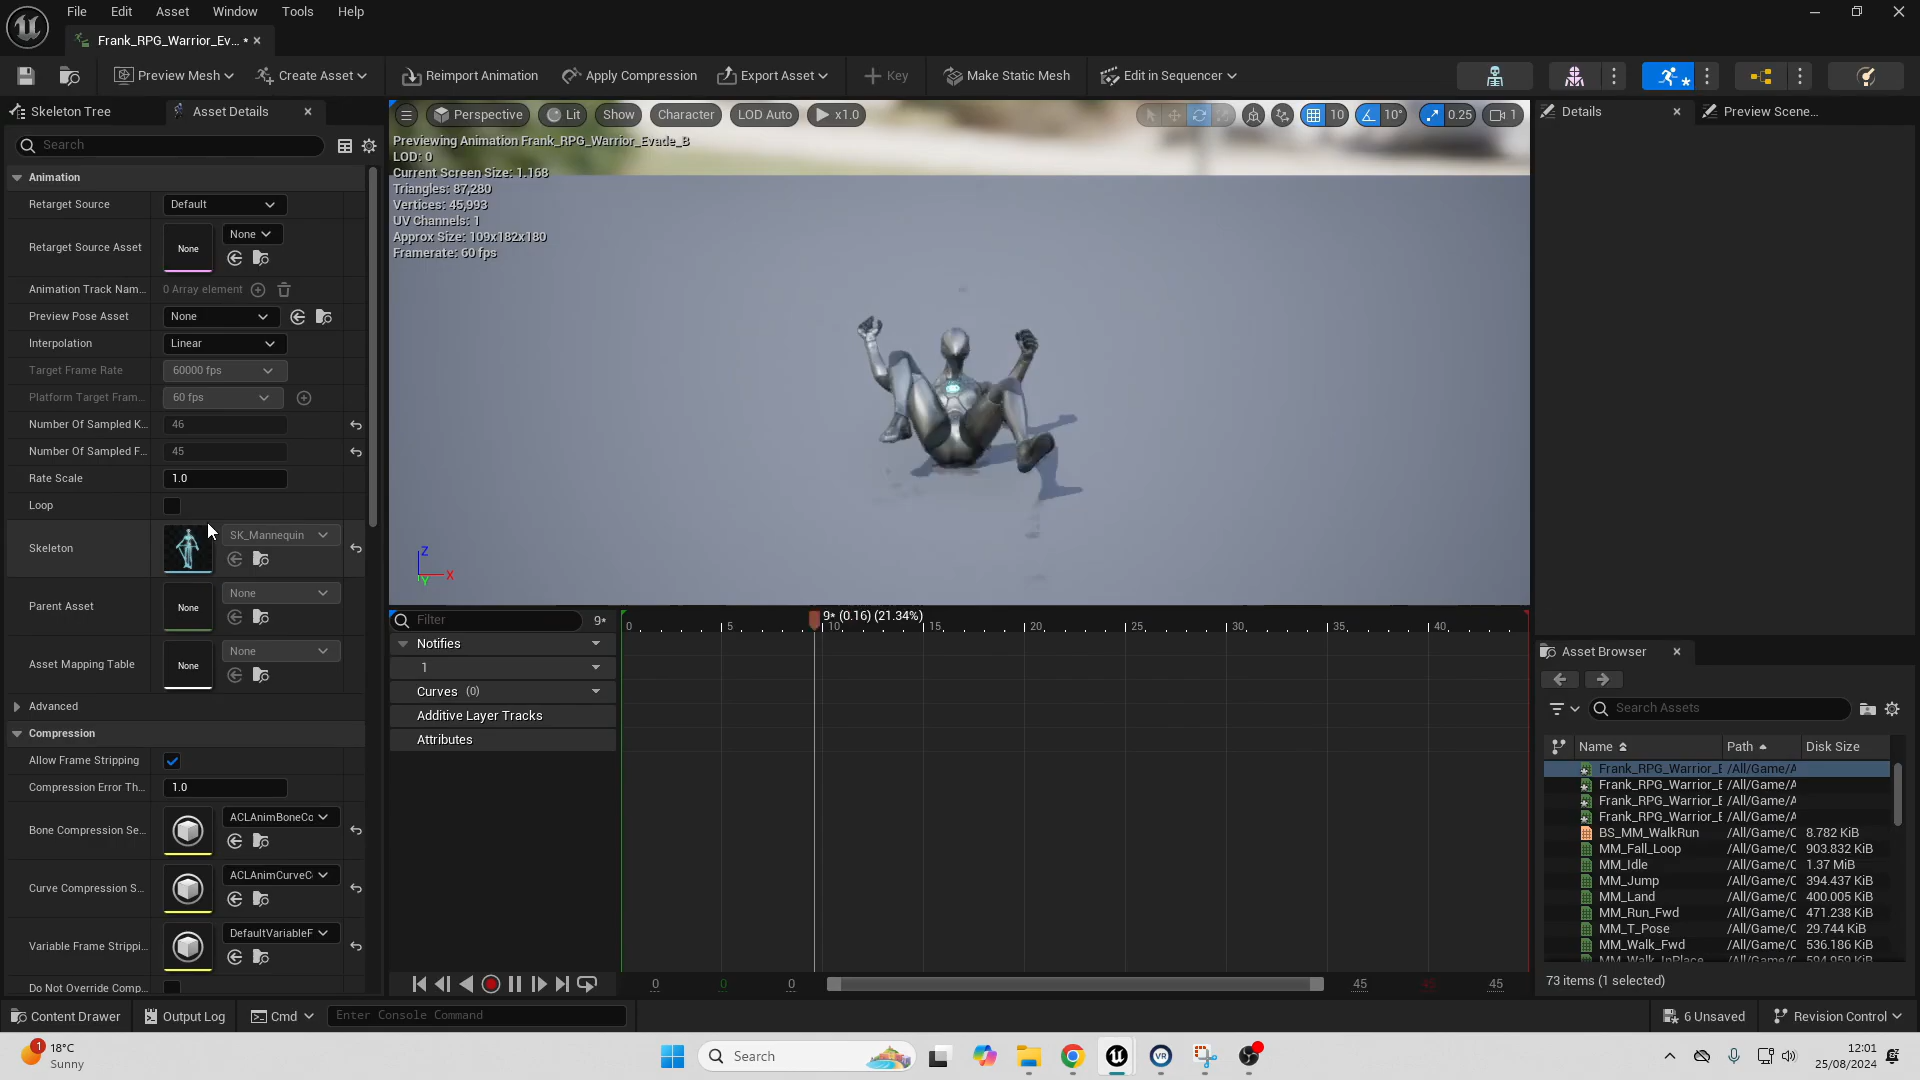 File Edit Asset Window Tools Help
Frank_RPG_Warrior_Ev... *
Preview Mesh Create Asset Reimport Animation Apply Compression Export Asset Key Make Static Mesh Edit in Sequencer
Skeleton Tree Asset Details
Search
Animation
Retarget Source Default
Retarget Source Asset None None
Animation Track Nam... 0 Array element
Preview Pose Asset None
Interpolation Linear
Target Frame Rate 60000 fps
Platform Target Fram... 60 fps
Number Of Sampled K... 46
Number Of Sampled F... 45
Rate Scale 1.0
Loop
Skeleton SK_Mannequin
Parent Asset None None
Asset Mapping Table None None
Advanced
Compression
Allow Frame Stripping
Compression Error Th... 1.0
Bone Compression Se... ACLAnimBoneCo
Curve Compression S... ACLAnimCurveCo
Variable Frame Strippi... DefaultVariableF
Do Not Override Comp...
Perspective Lit Show Character LOD Auto x1.0 10 10° 0.25 1
Previewing Animation Frank_RPG_Warrior_Evade_B
LOD: 0
Current Screen Size: 1.168
Triangles: 87,280
Vertices: 45,993
UV Channels: 1
Approx Size: 109x182x180
Framerate: 60 fps
Z
X
Y
Filter 9*
9* (0.16) (21.34%)
0 5 10 15 20 25 30 35 40
Notifies
1
Curves (0)
Additive Layer Tracks
Attributes
0 0 0 45 45 45
Details Preview Scene...
Asset Browser
Search Assets
Name Path Disk Size
Frank_RPG_Warrior_E /All/Game/A
Frank_RPG_Warrior_E /All/Game/A
Frank_RPG_Warrior_E /All/Game/A
Frank_RPG_Warrior_E /All/Game/A
BS_MM_WalkRun /All/Game/C 8.782 KiB
MM_Fall_Loop /All/Game/C 903.832 KiB
MM_Idle /All/Game/C 1.37 MiB
MM_Jump /All/Game/C 394.437 KiB
MM_Land /All/Game/C 400.005 KiB
MM_Run_Fwd /All/Game/C 471.238 KiB
MM_T_Pose /All/Game/C 29.744 KiB
MM_Walk_Fwd /All/Game/C 536.186 KiB
MM_Walk_InPlace /All/Game/C 594.959 KiB
73 items (1 selected)
Content Drawer Output Log Cmd Enter Console Command 6 Unsaved Revision Control
1
18°C
Sunny
Search
12:01
25/08/2024